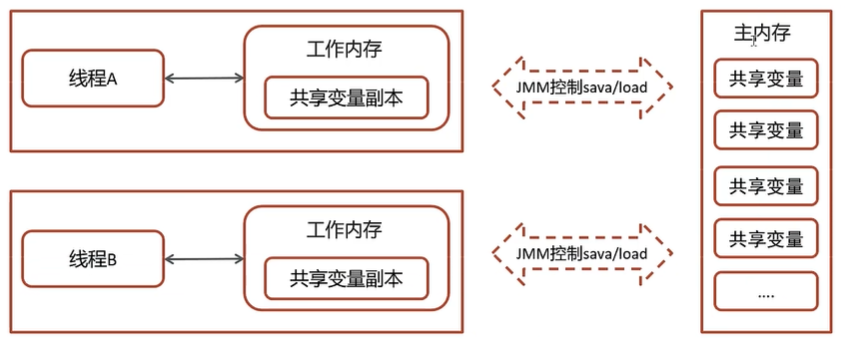 线程A
工作内存
共享变量副本
JMM控制sava/load
线程B
工作内存
共享变量副本
JMM控制sava/load
主内存
共享变量
共享变量
共享变量
共享变量
....